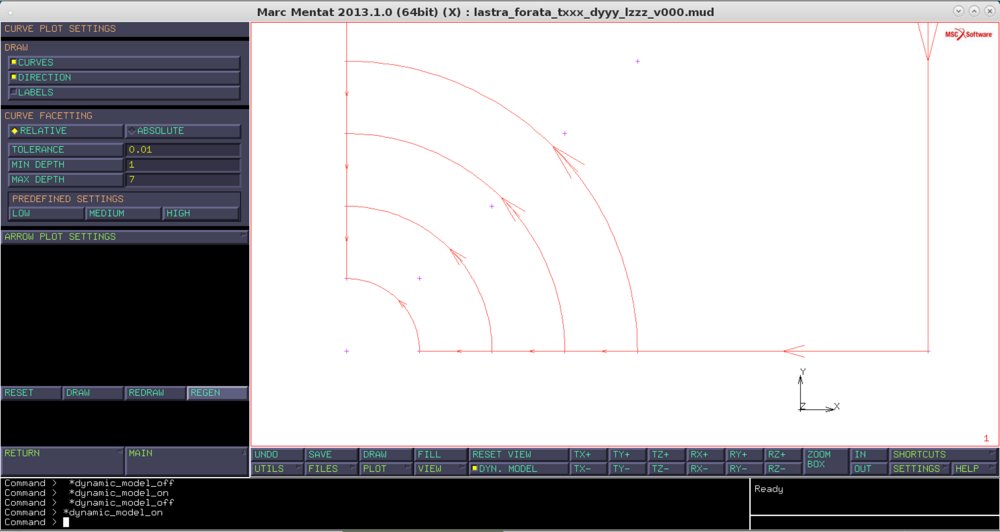 Marc Mentat 2013.1.0 (64bit) (X) : lastra_forata_txxx_dyyy_lzzz_v000.mud
CURVE PLOT SETTINGS
DRAW
CURVES
DIRECTION
LABELS
CURVE FACETTING
RELATIVE ABSOLUTE
TOLERANCE 0.01
MIN DEPTH 1
MAX DEPTH 7
PREDEFINED SETTINGS
LOW MEDIUM HIGH
ARROW PLOT SETTINGS
RESET DRAW REDRAW REGEN
RETURN MAIN
MSC Software
Y
Z X
1
UNDO SAVE DRAW FILL RESET VIEW TX+ TY+ TZ+ RX+ RY+ RZ+ ZOOM BOX IN SHORTCUTS
UTILS FILES PLOT VIEW DYN. MODEL TX- TY- TZ- RX- RY- RZ- OUT SETTINGS HELP
Command > *dynamic_model_off
Command > *dynamic_model_on
Command > *dynamic_model_off
Command > *dynamic_model_on
Command >
Ready